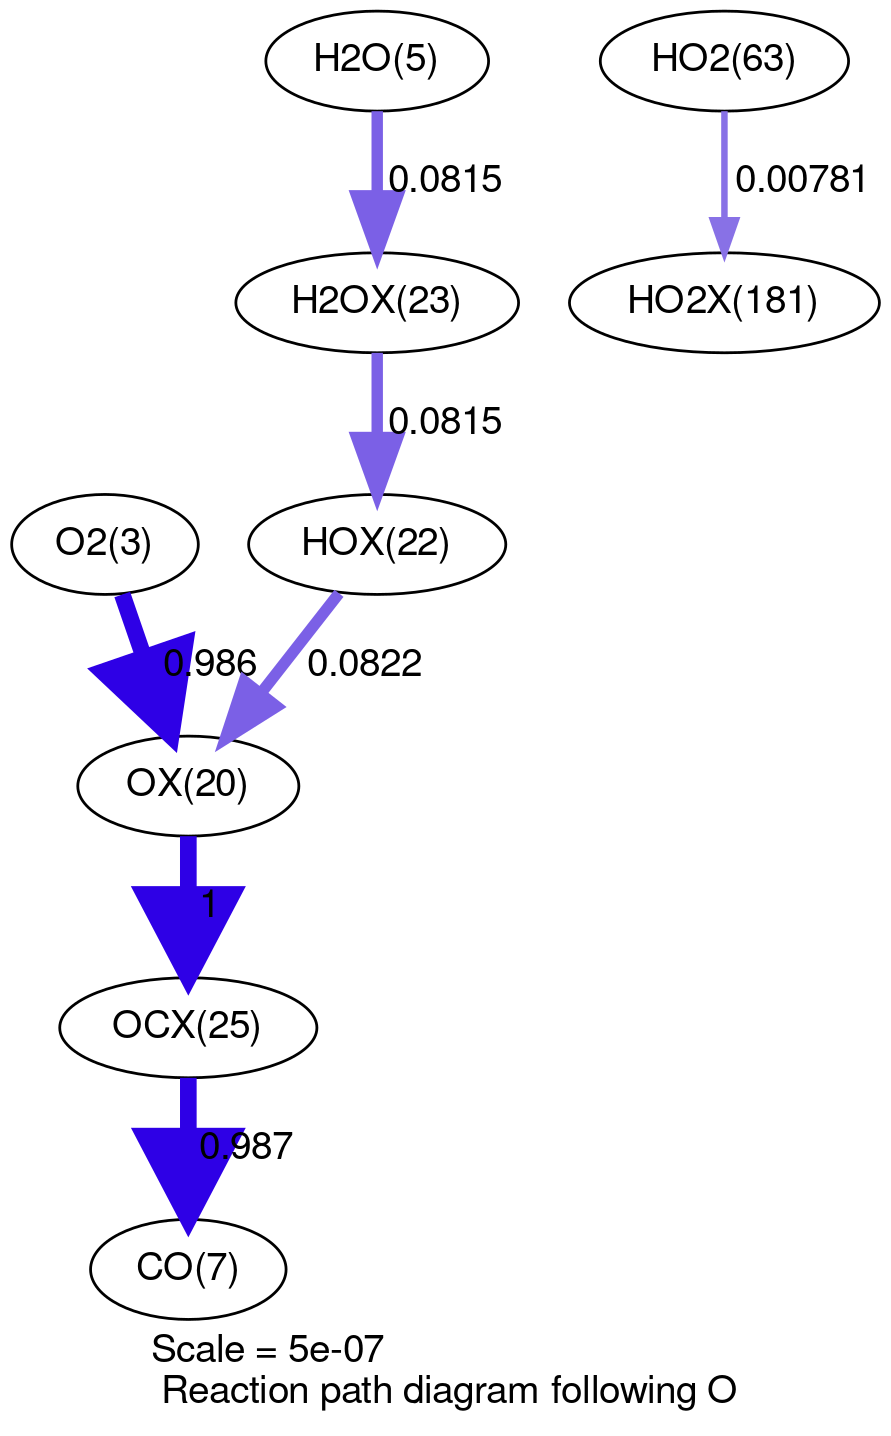 H2O(5)
HO2(63)
0.0815
0.00781
H2OX(23)
HO2X(181)
0.0815
O2(3)
HOX(22)
0.986
0.0822
OX(20)
1
OCX(25)
0.987
CO(7)
Scale = 5e-07
Reaction path diagram following O